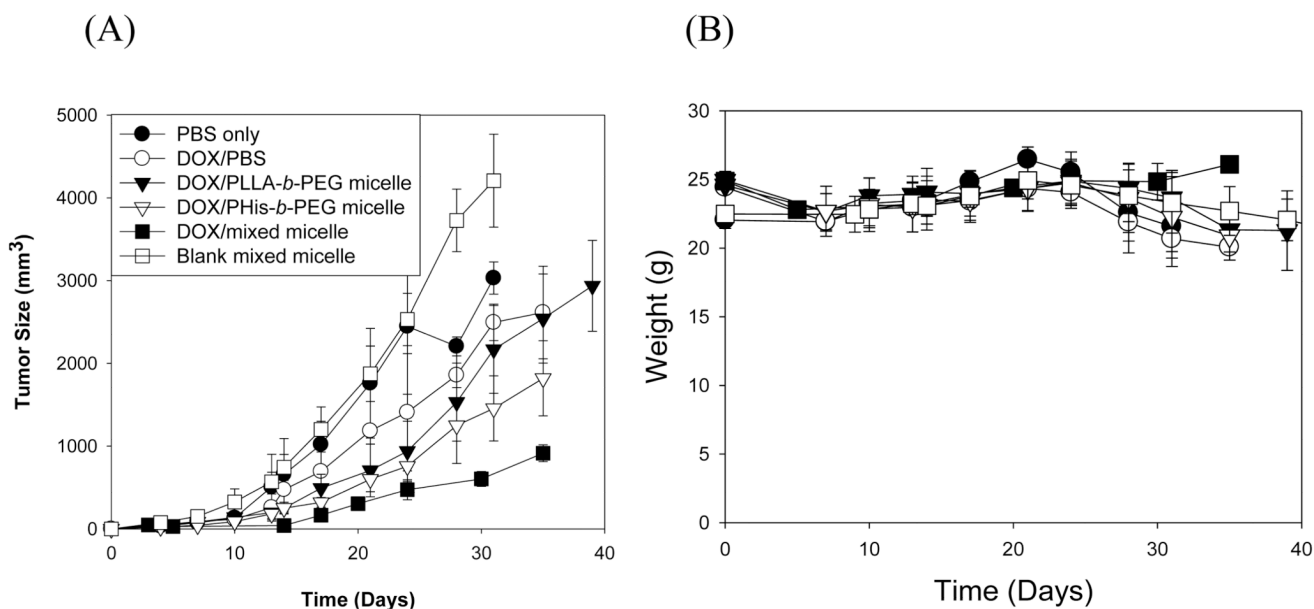 (A)
(B)
5000
4000
3000
2000
1000
0
Tumor Size (mm³)
PBS only
DOX/PBS
DOX/PLLA-b-PEG micelle
DOX/PHis-b-PEG micelle
DOX/mixed micelle
Blank mixed micelle
0 10 20 30 40
Time (Days)
30
25
20
15
10
5
0
Weight (g)
0 10 20 30 40
Time (Days)